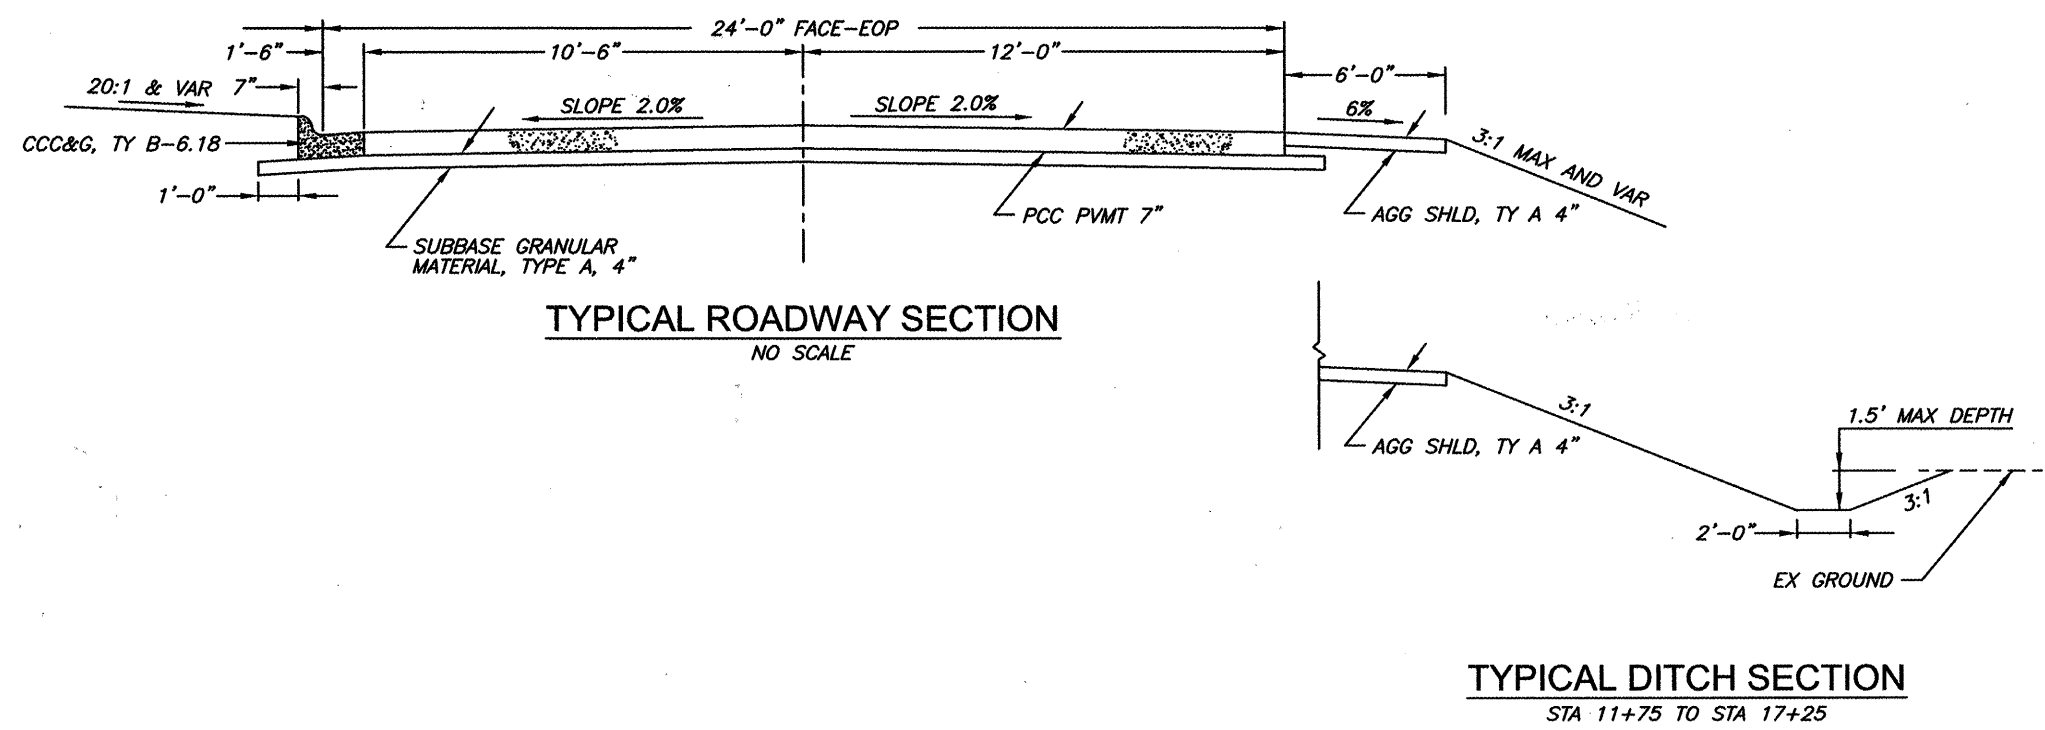 24'-0" FACE-EOP
1'-6"
10'-6"
12'-0"
6'-0"
20:1 & VAR
7"
SLOPE 2.0%
SLOPE 2.0%
6%
3:1 MAX AND VAR
CCC&G, TY B-6.18
1'-0"
PCC PVMT 7"
AGG SHLD, TY A 4"
SUBBASE GRANULAR
MATERIAL, TYPE A, 4"
TYPICAL ROADWAY SECTION
NO SCALE
3:1
1.5' MAX DEPTH
AGG SHLD, TY A 4"
3:1
2'-0"
EX GROUND
TYPICAL DITCH SECTION
STA 11+75 TO STA 17+25